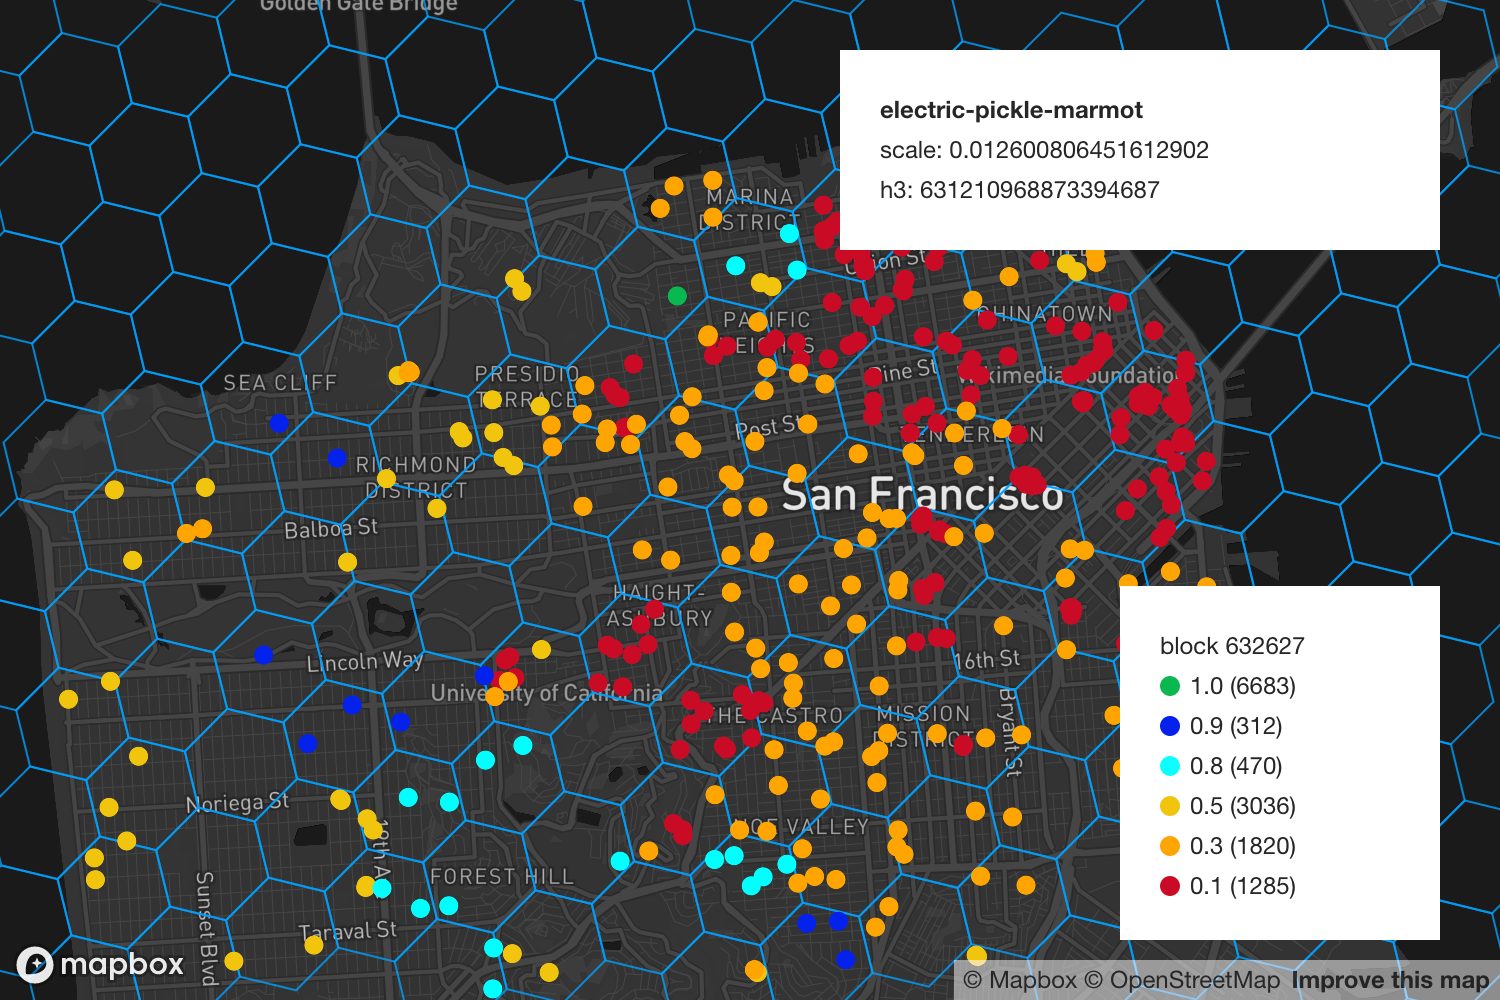 Golden Gate Bridge
electric-pickle-marmot
scale: 0.012600806451612902
h3: 631210968873394687
MARINA
DISTRICT
Union St
CHINATOWN
PACIFIC
HEIGHTS
SEA CLIFF
PRESIDIO
TERRACE
Pine St
Wikimedia Foundation
Post St
TENDERLOIN
RICHMOND
DISTRICT
San Francisco
Balboa St
HAIGHT-
ASHBURY
Lincoln Way
16th St
University of California
THE CASTRO
MISSION
DISTRICT
Bryant St
Noriega St
NOE VALLEY
19th Ave
FOREST HILL
Sunset Blvd
Taraval St
block 632627
1.0 (6683)
0.9 (312)
0.8 (470)
0.5 (3036)
0.3 (1820)
0.1 (1285)
mapbox
© Mapbox © OpenStreetMap Improve this map